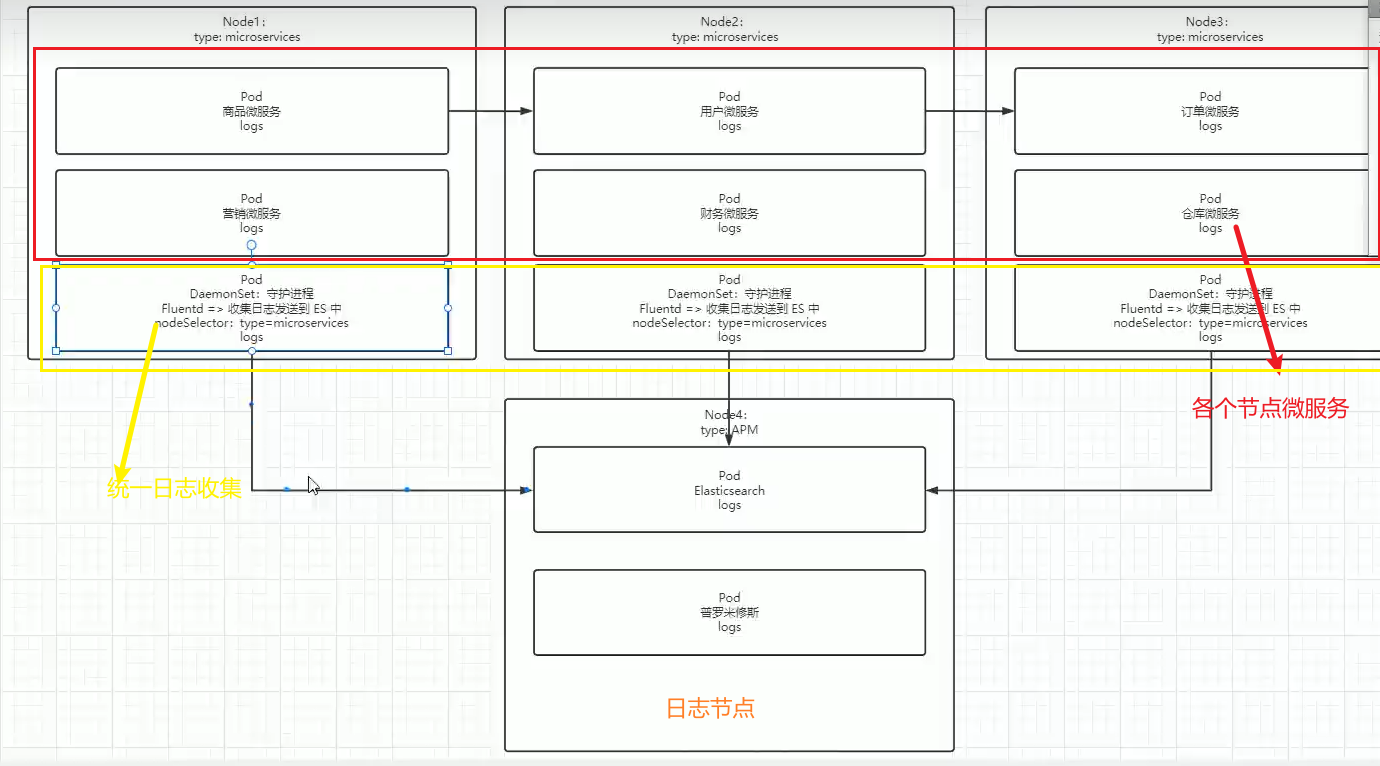 Node1:
type: microservices
Pod
商品微服务
logs
Pod
营销微服务
logs
Pod
DaemonSet：守护进程
Fluentd => 收集日志发送到 ES 中
nodeSelector：type=microservices
logs
Node2:
type: microservices
Pod
用户微服务
logs
Pod
财务微服务
logs
Pod
DaemonSet：守护进程
Fluentd => 收集日志发送到 ES 中
nodeSelector：type=microservices
logs
Node3:
type: microservices
Pod
订单微服务
logs
Pod
仓库微服务
logs
Pod
DaemonSet：守护进程
Fluentd => 收集日志发送到 ES 中
nodeSelector：type=microservices
logs
各个节点微服务
统一日志收集
Node4:
type: APM
Pod
Elasticsearch
logs
Pod
普罗米修斯
logs
日志节点